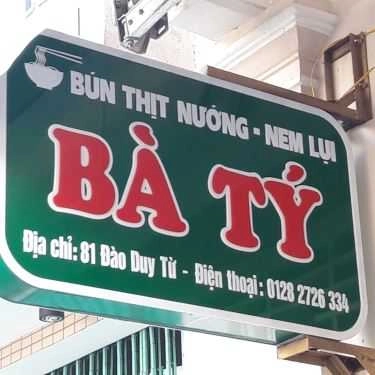 BÚN THỊT NƯỚNG - NEM LỤI
BÀ TÝ
Địa chỉ: 81 Đào Duy Từ - Điện thoại : 0128 2726 334